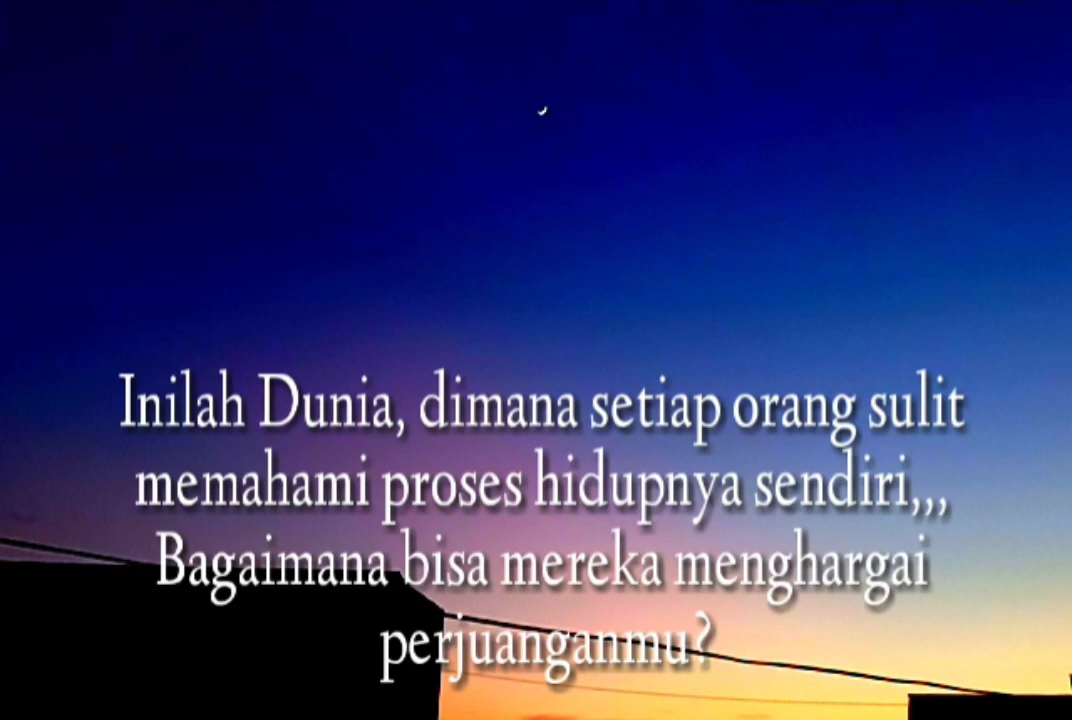 Inilah Dunia, dimana setiap orang sulit
memahami proses hidupnya sendiri,,,
Bagaimana bisa mereka menghargai
perjuanganmu?